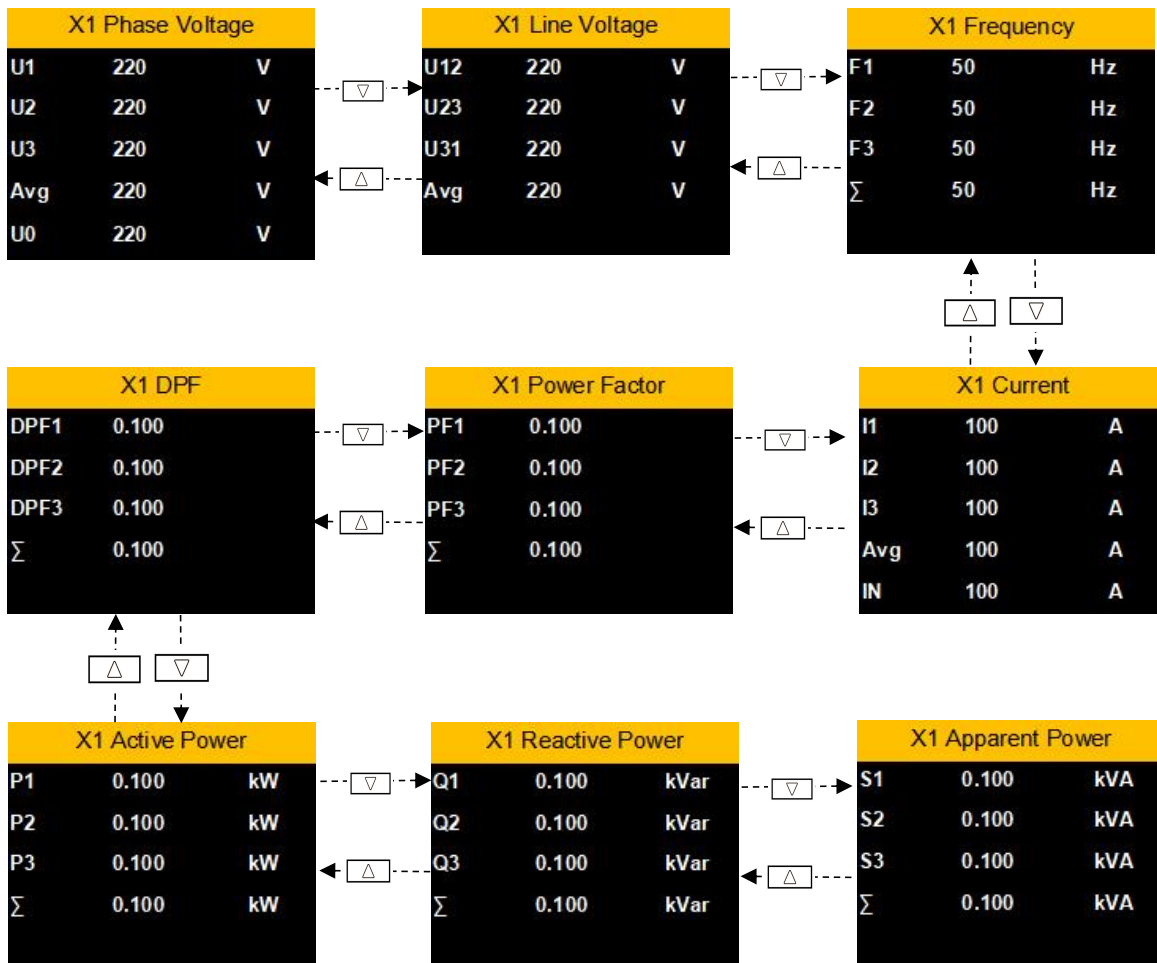 X1 Phase Voltage
U1 220 V
U2 220 V
U3 220 V
Avg 220 V
U0 220 V
X1 Line Voltage
U12 220 V
U23 220 V
U31 220 V
Avg 220 V
X1 Frequency
F1 50 Hz
F2 50 Hz
F3 50 Hz
∑ 50 Hz
X1 DPF
DPF1 0.100
DPF2 0.100
DPF3 0.100
∑ 0.100
X1 Power Factor
PF1 0.100
PF2 0.100
PF3 0.100
∑ 0.100
X1 Current
I1 100 A
I2 100 A
I3 100 A
Avg 100 A
IN 100 A
X1 Active Power
P1 0.100 kW
P2 0.100 kW
P3 0.100 kW
∑ 0.100 kW
X1 Reactive Power
Q1 0.100 kVar
Q2 0.100 kVar
Q3 0.100 kVar
∑ 0.100 kVar
X1 Apparent Power
S1 0.100 kVA
S2 0.100 kVA
S3 0.100 kVA
∑ 0.100 kVA